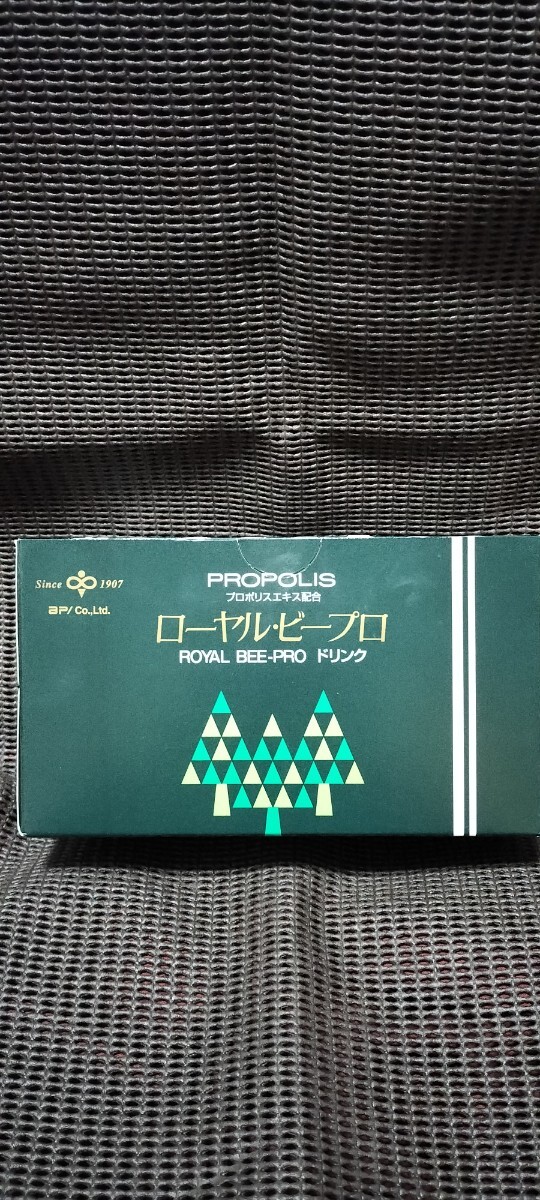 Since 1907
aPi Co.,Ltd.
PROPOLIS
プロポリスエキス配合
ローヤル・ビープロ
ROYAL BEE-PRO ドリンク